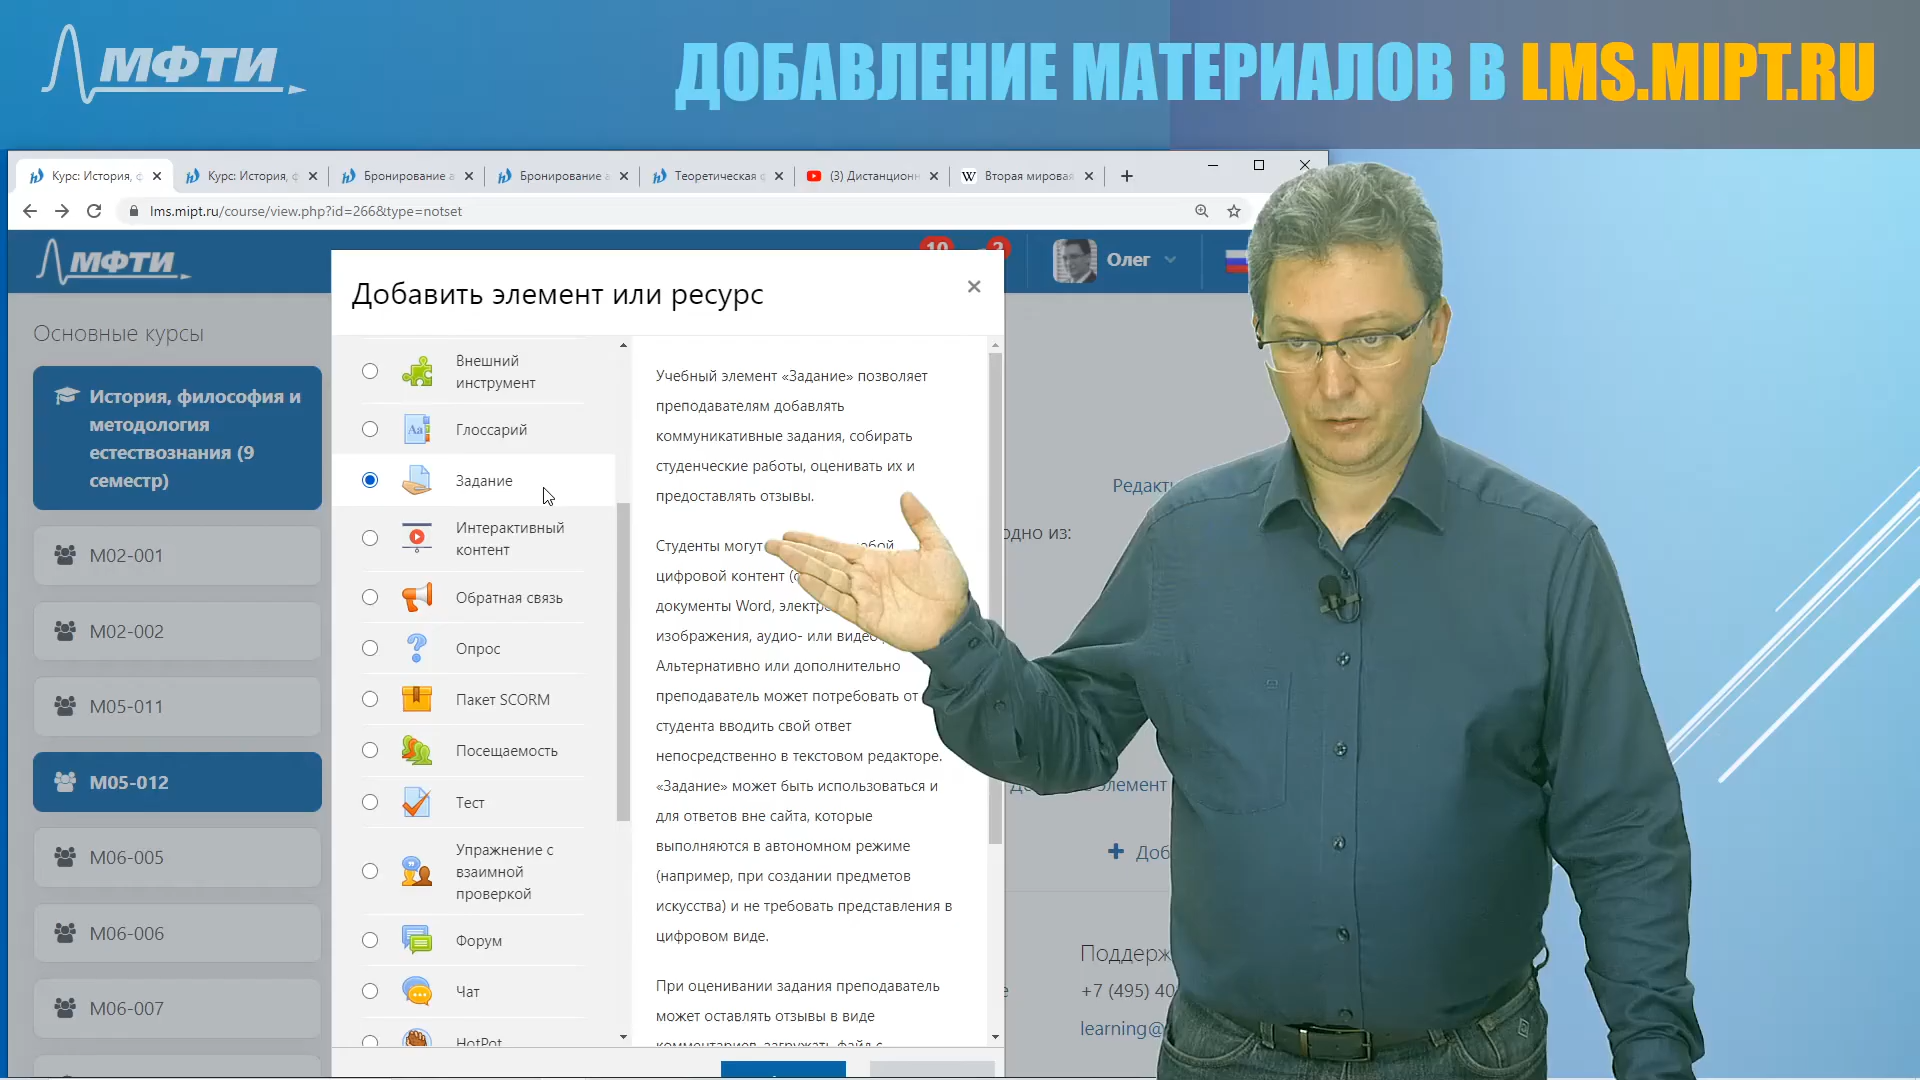 МФТИ
ДОБАВЛЕНИЕ МАТЕРИАЛОВ В LMS.MIPT.RU
Курс: История, ф
Курс: История, ф
Бронирование а
Бронирование а
Теоретическая ф
(3) Дистанцион
Вторая мировая
lms.mipt.ru/course/view.php?id=266&type=notset
МФТИ
10
2
Олег
Основные курсы
История, философия и
методология
естествознания (9
семестр)
М02-001
М02-002
М05-011
М05-012
М06-005
М06-006
М06-007
Добавить элемент или ресурс
Внешний
инструмент
Глоссарий
Задание
Интерактивный
контент
Обратная связь
Опрос
Пакет SCORM
Посещаемость
Тест
Упражнение с
взаимной
проверкой
Форум
Чат
HotPot
Учебный элемент «Задание» позволяет
преподавателям добавлять
коммуникативные задания, собирать
студенческие работы, оценивать их и
предоставлять отзывы.
Студенты могут
цифровой контент
документы Word,
изображения, аудио- или
Альтернативно или дополнительно
преподаватель может потребовать от
студента вводить свой ответ
непосредственно в текстовом редакторе.
«Задание» может быть использоваться и
для ответов вне сайта, которые
выполняются в автономном режиме
(например, при создании предметов
искусства) и не требовать представления в
цифровом виде.
При оценивании задания преподаватель
может оставлять отзывы в виде
комментариев, загружать файл с
Редакт
одно из:
элемент
Доб
Поддерж
+7 (495) 40
learning@